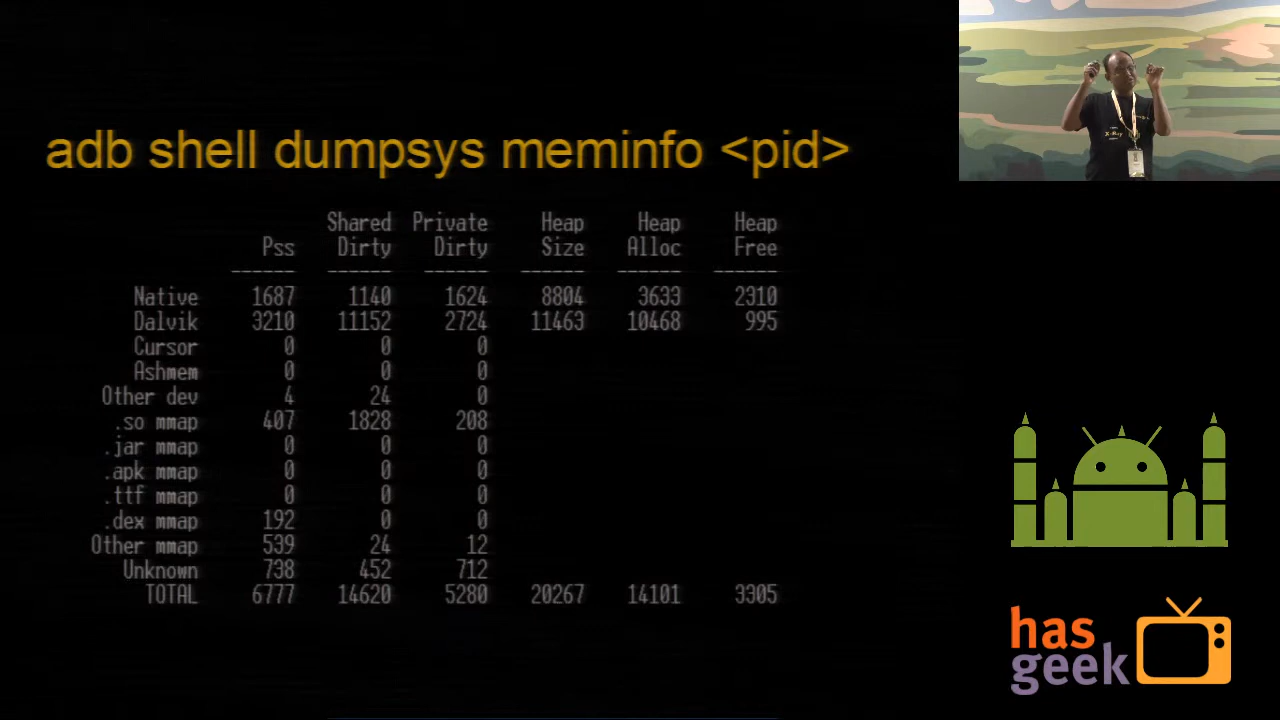 adb shell dumpsys meminfo <pid>
Shared Private Heap Heap Heap
Pss Dirty Dirty Size Alloc Free
------ ------ ------ ------ ------ ------
Native 1687 1140 1624 8804 3633 2310
Dalvik 3210 11152 2724 11463 10468 995
Cursor 0 0 0
Ashmem 0 0 0
Other dev 4 24 0
.so mmap 407 1828 208
.jar mmap 0 0 0
.apk mmap 0 0 0
.ttf mmap 0 0 0
.dex mmap 192 0 0
Other mmap 539 24 12
Unknown 738 452 712
TOTAL 6777 14620 5280 20267 14101 3305
X-Ray
has
geek